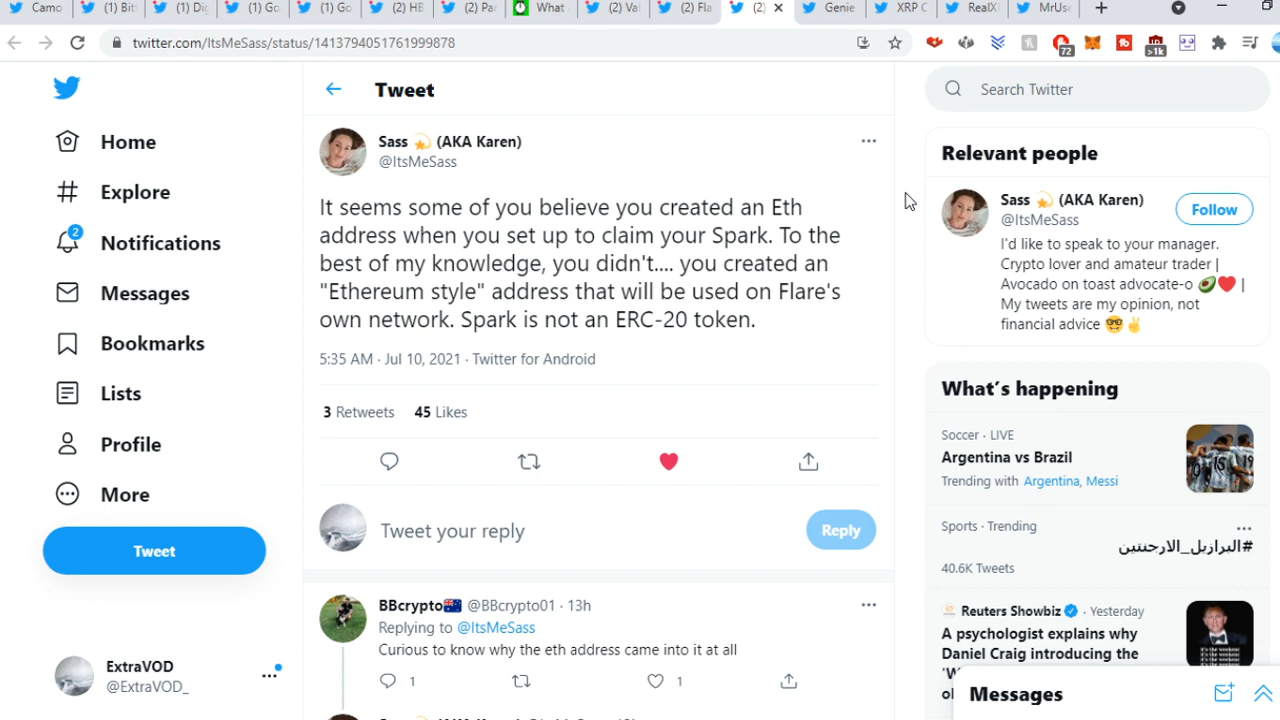 Camo
(1) Bit
(1) Di
(1) Go
(1) Go
(2) HB
(2) Par
What
(2) Val
(2) Fla
(2)
Genie
XRP C
RealXI
MrUse
twitter.com/ItsMeSass/status/1413794051761999878
72
>1k
Home
Explore
2
Notifications
Messages
Bookmarks
Lists
Profile
More
Tweet
ExtraVOD
@ExtraVOD_
Tweet
Sass 💫 (AKA Karen)
@ItsMeSass
It seems some of you believe you created an Eth
address when you set up to claim your Spark. To the
best of my knowledge, you didn't.... you created an
"Ethereum style" address that will be used on Flare's
own network. Spark is not an ERC-20 token.
5:35 AM · Jul 10, 2021 · Twitter for Android
3 Retweets 45 Likes
Tweet your reply
Reply
BBcrypto🇦🇺 @BBcrypto01 · 13h
Replying to @ItsMeSass
Curious to know why the eth address came into it at all
1 1
Search Twitter
Relevant people
Sass 💫 (AKA Karen)
@ItsMeSass
Follow
I'd like to speak to your manager.
Crypto lover and amateur trader |
Avocado on toast advocate-o 🥑❤️ |
My tweets are my opinion, not
financial advice 🤓✌️
What's happening
Soccer · LIVE
Argentina vs Brazil
Trending with Argentina, Messi
Sports · Trending
#البرازيل_الارجنتين
40.6K Tweets
Reuters Showbiz · Yesterday
A psychologist explains why
Daniel Craig introducing the
Messages